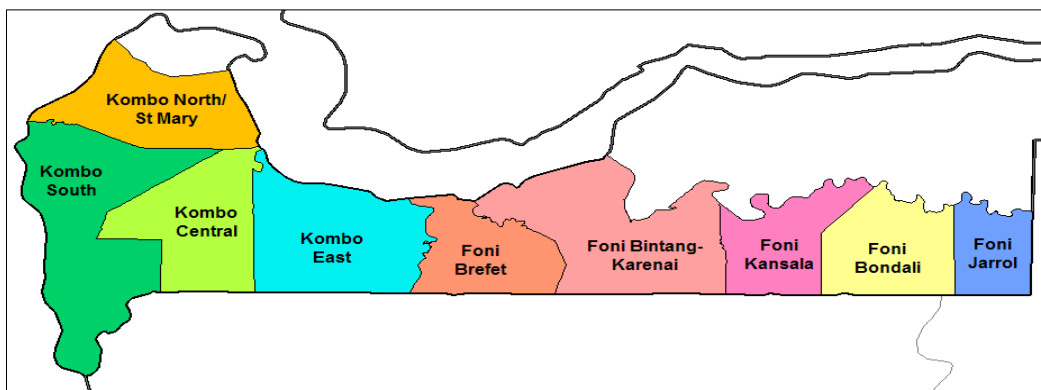 Kombo North/
St Mary
Kombo
South
Kombo
Central
Kombo
East
Foni
Brefet
Foni Bintang-
Karenai
Foni
Kansala
Foni
Bondali
Foni
Jarrol